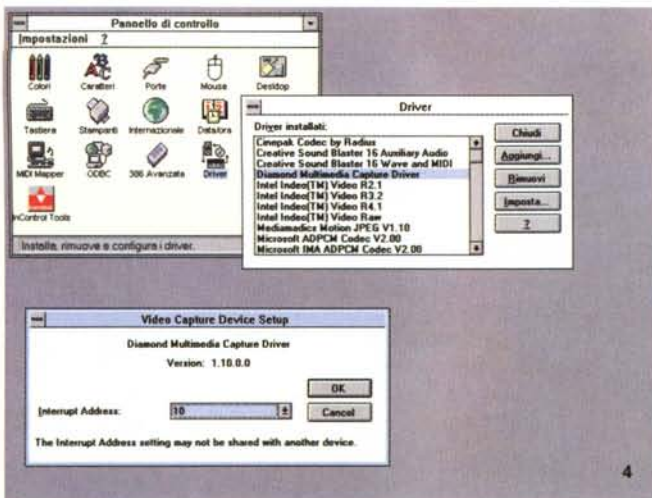 Pannello di controllo
Impostazioni ?
Colori Caratteri Porte Mouse Desktop
Tastiera Stampanti Internazionale Data/ora
MIDI Mapper ODBC 386 Avanzata Driver
InControl Tools
Installa, rimuove e configura i driver.
Driver
Driver installati:
Cinepak Codec by Radius
Creative Sound Blaster 16 Auxiliary Audio
Creative Sound Blaster 16 Wave and MIDI
Diamond Multimedia Capture Driver
Intel Indeo(TM) Video R2.1
Intel Indeo(TM) Video R3.2
Intel Indeo(TM) Video R4.1
Intel Indeo(TM) Video Raw
Mediamadics Motion JPEG V1.10
Microsoft ADPCM Codec V2.00
Microsoft IMA ADPCM Codec V2.00
Chiudi
Aggiungi...
Rimuovi
Imposta...
?
Video Capture Device Setup
Diamond Multimedia Capture Driver
Version: 1.10.0.0
Interrupt Address: 10
OK
Cancel
The Interrupt Address setting may not be shared with another device.
4